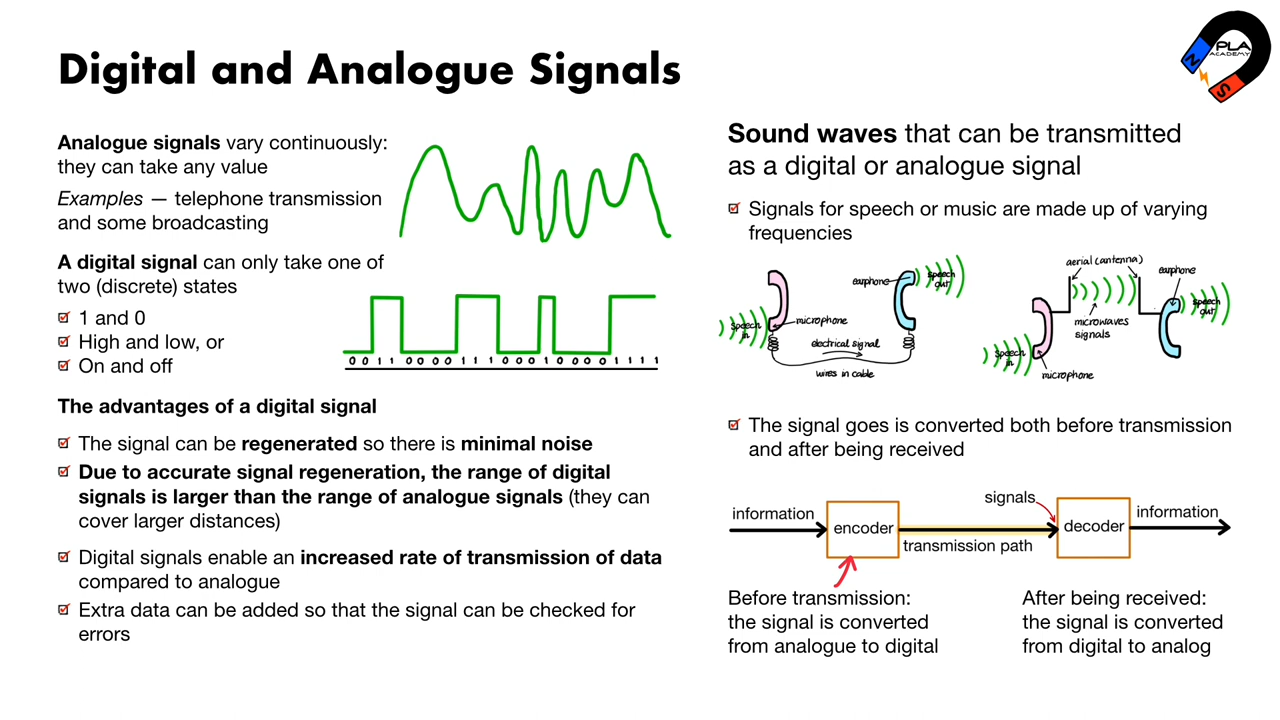 Digital and Analogue Signals
PLA
ACADEMY
N
S
Analogue signals vary continuously:
they can take any value
Examples — telephone transmission
and some broadcasting
A digital signal can only take one of
two (discrete) states
1 and 0
High and low, or
On and off
0 0 1 1 0 0 0 0 1 1 1 0 0 0 1 0 0 0 0 1 1 1 1
The advantages of a digital signal
The signal can be regenerated so there is minimal noise
Due to accurate signal regeneration, the range of digital
signals is larger than the range of analogue signals (they can
cover larger distances)
Digital signals enable an increased rate of transmission of data
compared to analogue
Extra data can be added so that the signal can be checked for
errors
Sound waves that can be transmitted
as a digital or analogue signal
Signals for speech or music are made up of varying
frequencies
speech
in
microphone
electrical signal
wires in cable
earphone
speech
out
aerial (antenna)
earphone
speech
out
microwaves
signals
speech
in
microphone
The signal goes is converted both before transmission
and after being received
information
encoder
transmission path
signals
decoder
information
Before transmission:
the signal is converted
from analogue to digital
After being received:
the signal is converted
from digital to analog